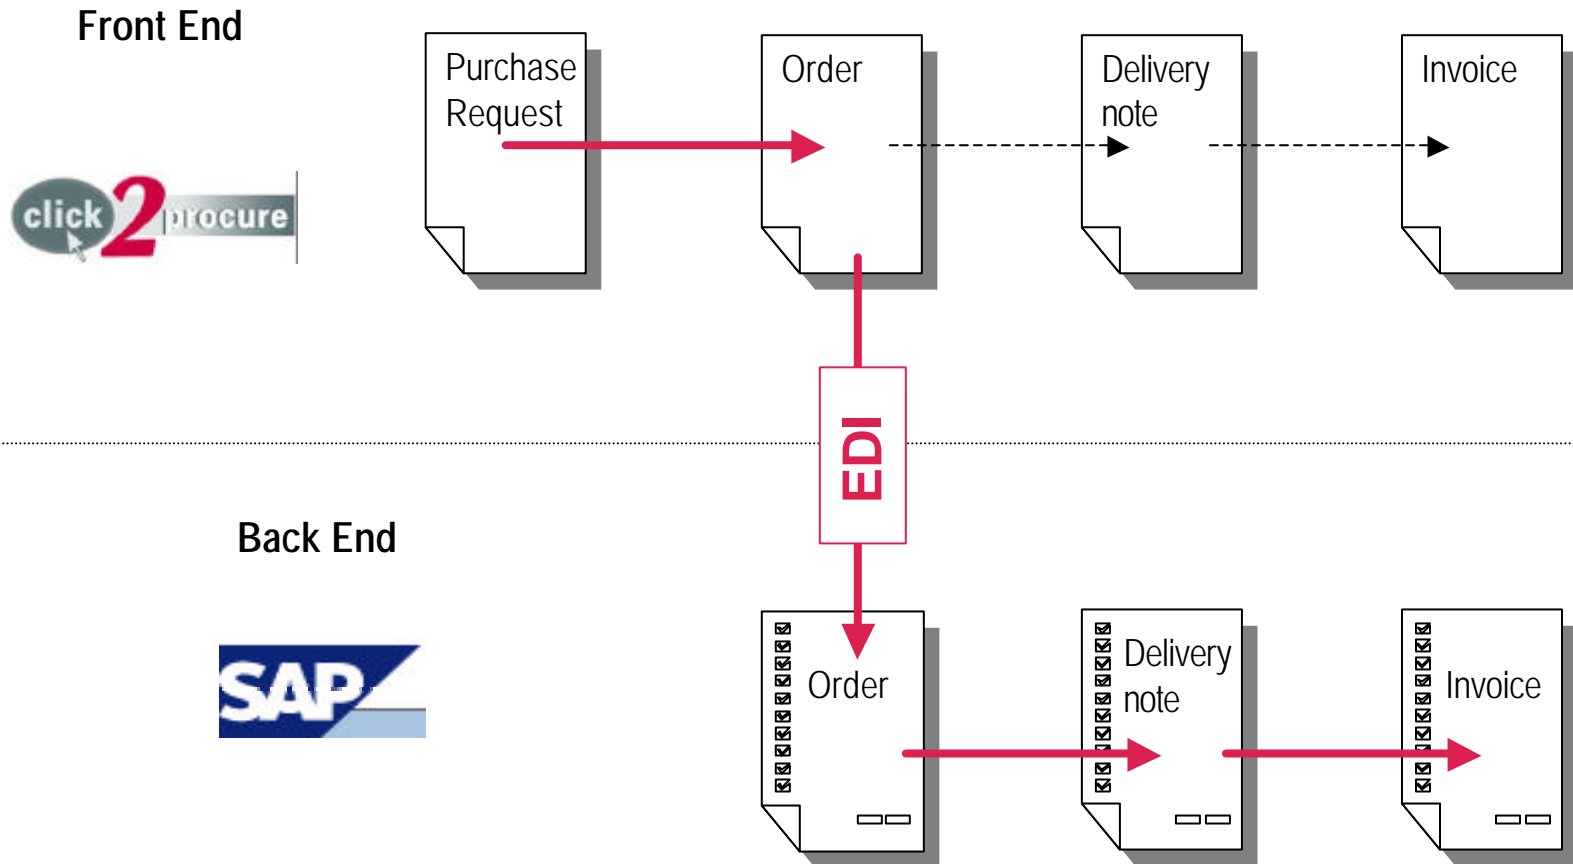 Front End
Purchase
Request
Order
Delivery
note
Invoice
click 2 procure
EDI
Back End
SAP
Order
Delivery
note
Invoice